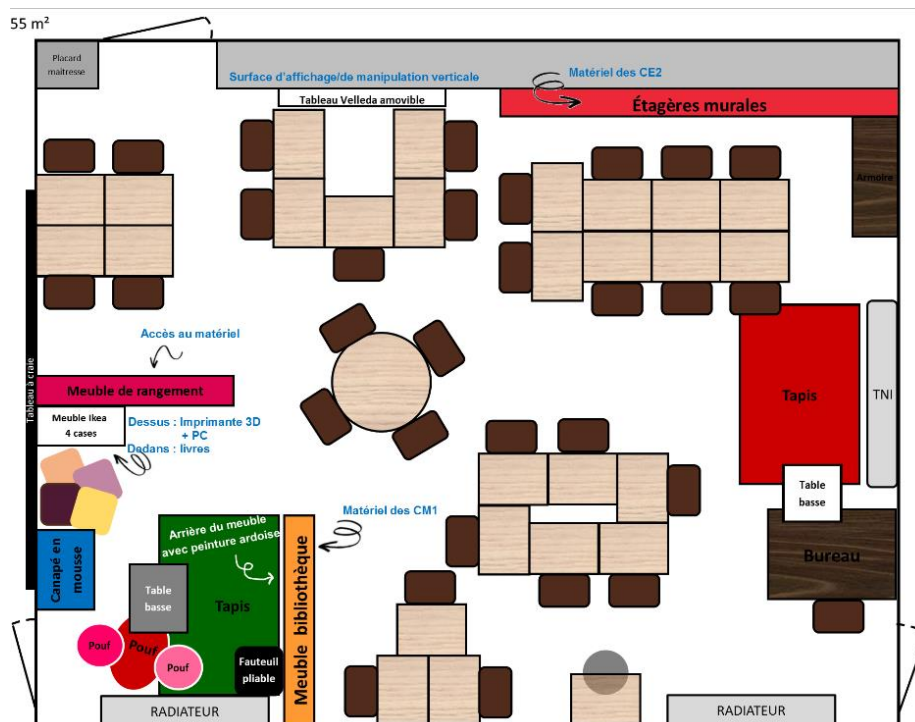 55 m²
Placard
maitresse
Surface d'affichage/de manipulation verticale
Matériel des CE2
Tableau Velleda amovible
Étagères murales
Armoire
Tableau à craie
Accès au matériel
Meuble de rangement
Meuble Ikea
4 cases
Dessus : Imprimante 3D
+ PC
Dedans : livres
Tapis
TNI
Table
basse
Bureau
Matériel des CM1
Arrière du meuble
avec peinture ardoise
Meuble bibliothèque
Canapé en
mousse
Table
basse
Tapis
Pouf
Pouf
Pouf
Fauteuil
pliable
RADIATEUR
RADIATEUR